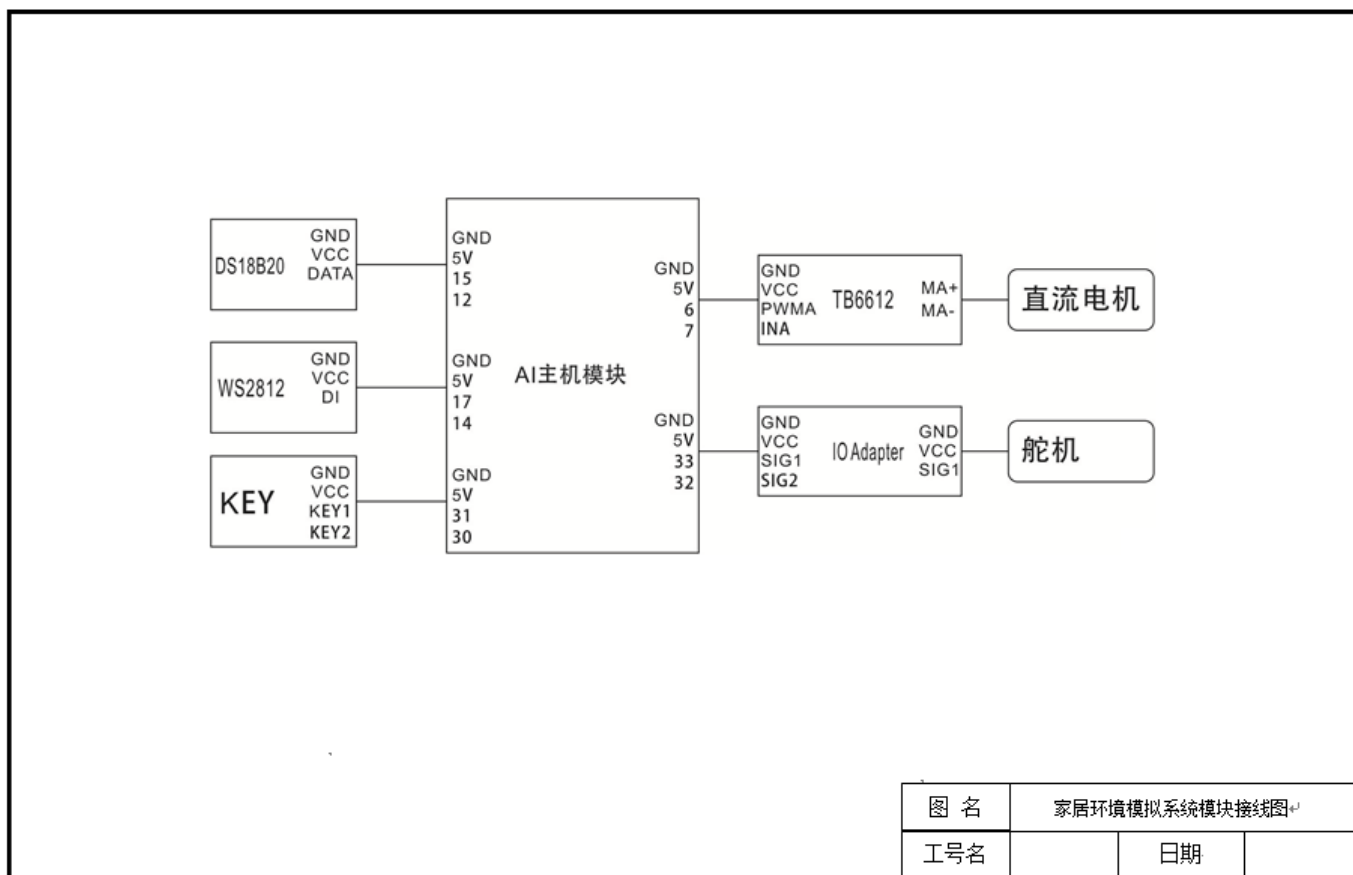 DS18B20
GND
VCC
DATA
WS2812
GND
VCC
DI
KEY
GND
VCC
KEY1
KEY2
GND
5V
15
12
GND
5V
17
14
GND
5V
31
30
AI主机模块
GND
5V
6
7
GND
5V
33
32
GND
VCC
PWMA
INA
TB6612
MA+
MA-
直流电机
GND
VCC
SIG1
SIG2
IO Adapter
GND
VCC
SIG1
舵机
图 名 家居环境模拟系统模块接线图↵
工号名 日期